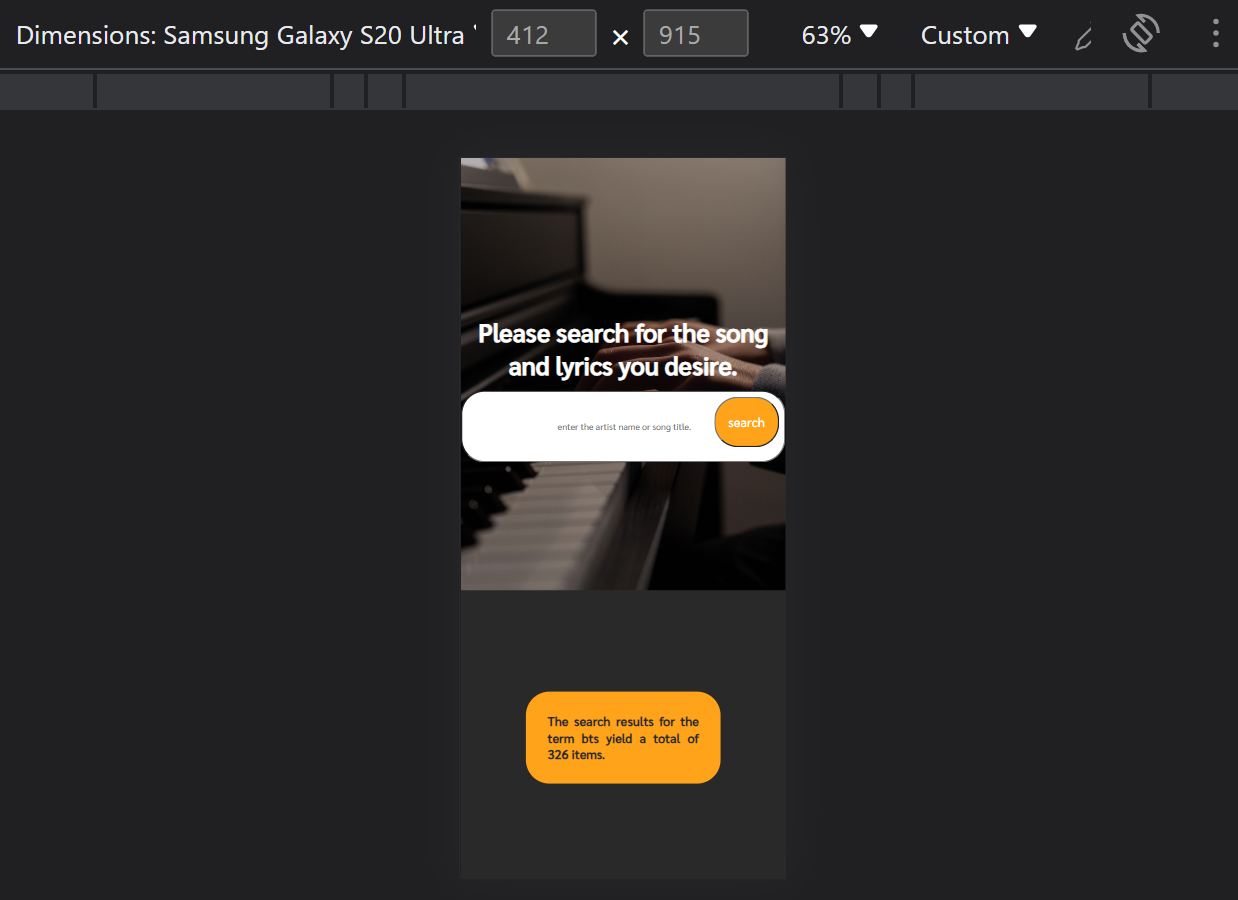 Dimensions: Samsung Galaxy S20 Ultra 412 × 915 63% Custom
Please search for the song
and lyrics you desire.
enter the artist name or song title. search
The search results for the
term bts yield a total of
326 items.